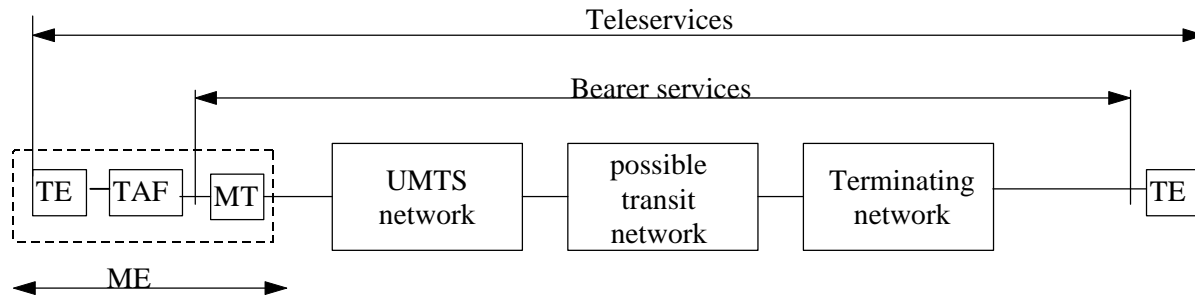 Teleservices
Bearer services
TE
TAF
MT
UMTS
network
possible
transit
network
Terminating
network
TE
ME